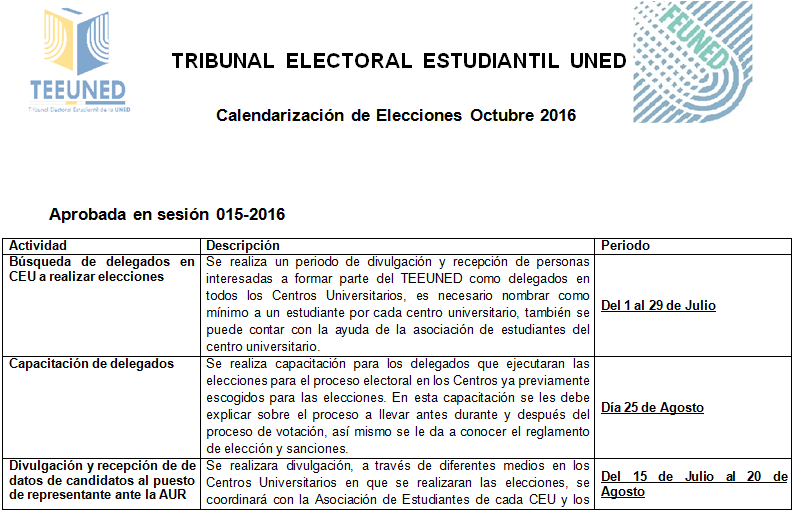 TEEUNED
Tribunal Electoral Estudiantil de la UNED
FEUNED
TRIBUNAL ELECTORAL ESTUDIANTIL UNED
Calendarización de Elecciones Octubre 2016
Aprobada en sesión 015-2016
Actividad
Descripción
Periodo
Búsqueda de delegados en
CEU a realizar elecciones
Se realiza un periodo de divulgación y recepción de personas
interesadas a formar parte del TEEUNED como delegados en
todos los Centros Universitarios, es necesario nombrar como
mínimo a un estudiante por cada centro universitario, también se
puede contar con la ayuda de la asociación de estudiantes del
centro universitario.
Del 1 al 29 de Julio
Capacitación de delegados
Se realiza capacitación para los delegados que ejecutaran las
elecciones para el proceso electoral en los Centros ya previamente
escogidos para las elecciones. En esta capacitación se les debe
explicar sobre el proceso a llevar antes durante y después del
proceso de votación, así mismo se le da a conocer el reglamento
de elección y sanciones.
Día 25 de Agosto
Divulgación y recepción de de
datos de candidatos al puesto
de representante ante la AUR
Se realizara divulgación, a través de diferentes medios en los
Centros Universitarios en que se realizaran las elecciones, se
coordinará con la Asociación de Estudiantes de cada CEU y los
Del 15 de Julio al 20 de
Agosto